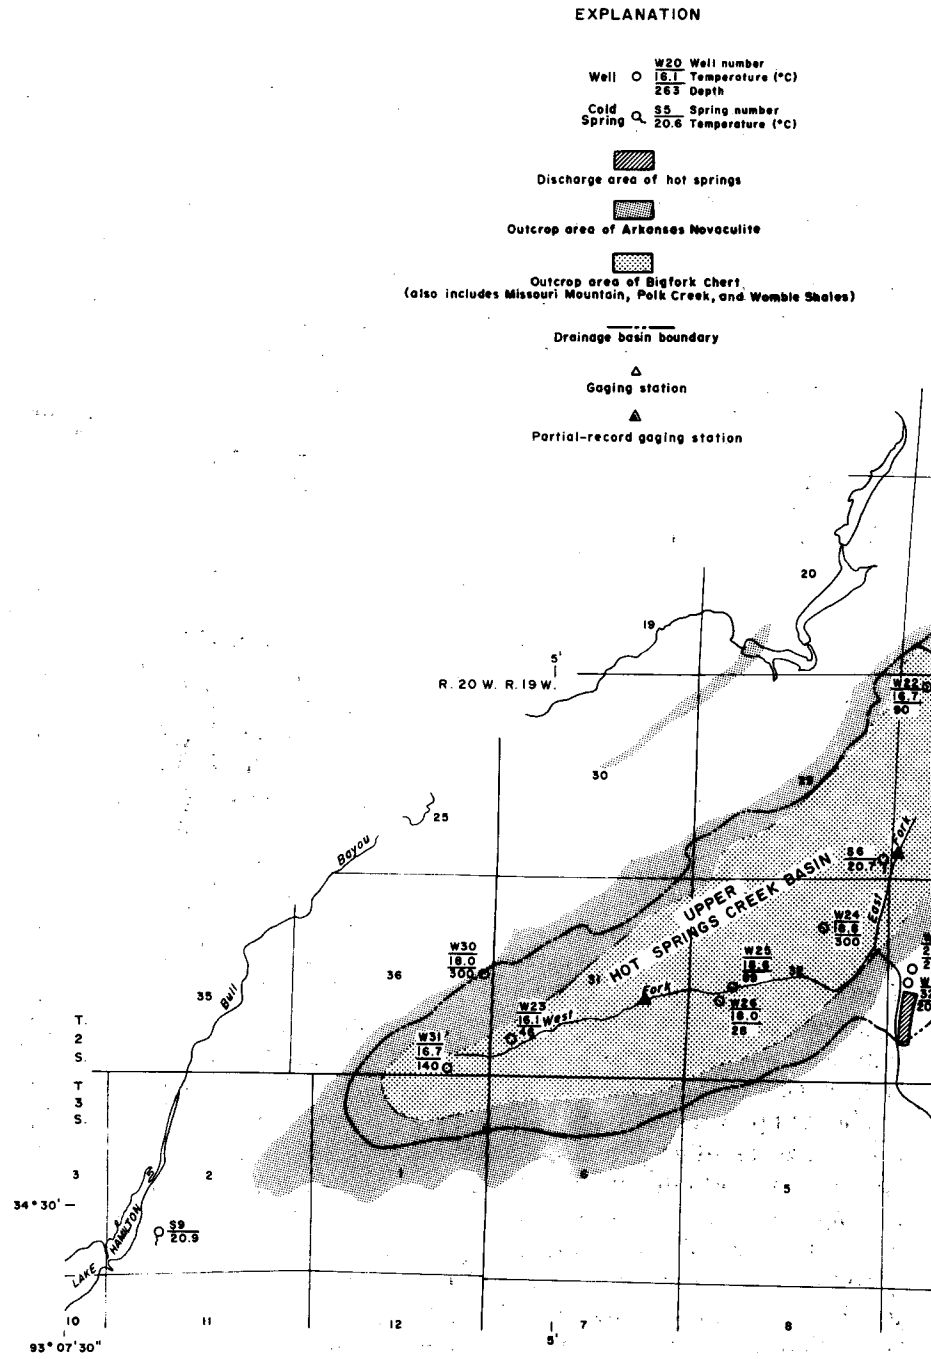 EXPLANATION
Well W20 Well number
16.1 Temperature (°C)
263 Depth
Cold Spring S5 Spring number
20.6 Temperature (°C)
Discharge area of hot springs
Outcrop area of Arkansas Novaculite
Outcrop area of Bigfork Chert
(also includes Missouri Mountain, Polk Creek, and Womble Shales)
Drainage basin boundary
Gaging station
Partial-record gaging station
20
19
5'
R. 20 W. R. 19 W.
W22
16.7
90
30
29
25
Bayou
Fork
S6
20.7
UPPER
HOT SPRINGS CREEK BASIN
East
W24
18.8
300
W30
18.0
300
36
31
W25
18.6
89
35
Bull
Fork
W23
16.1
46
West
W26
18.0
28
T.
2
S.
W31
16.7
140
T
3
S.
3
2
1
6
5
34°30'
S9
20.9
LAKE
HAMILTON
10
11
12
7
8
5'
93°07'30"